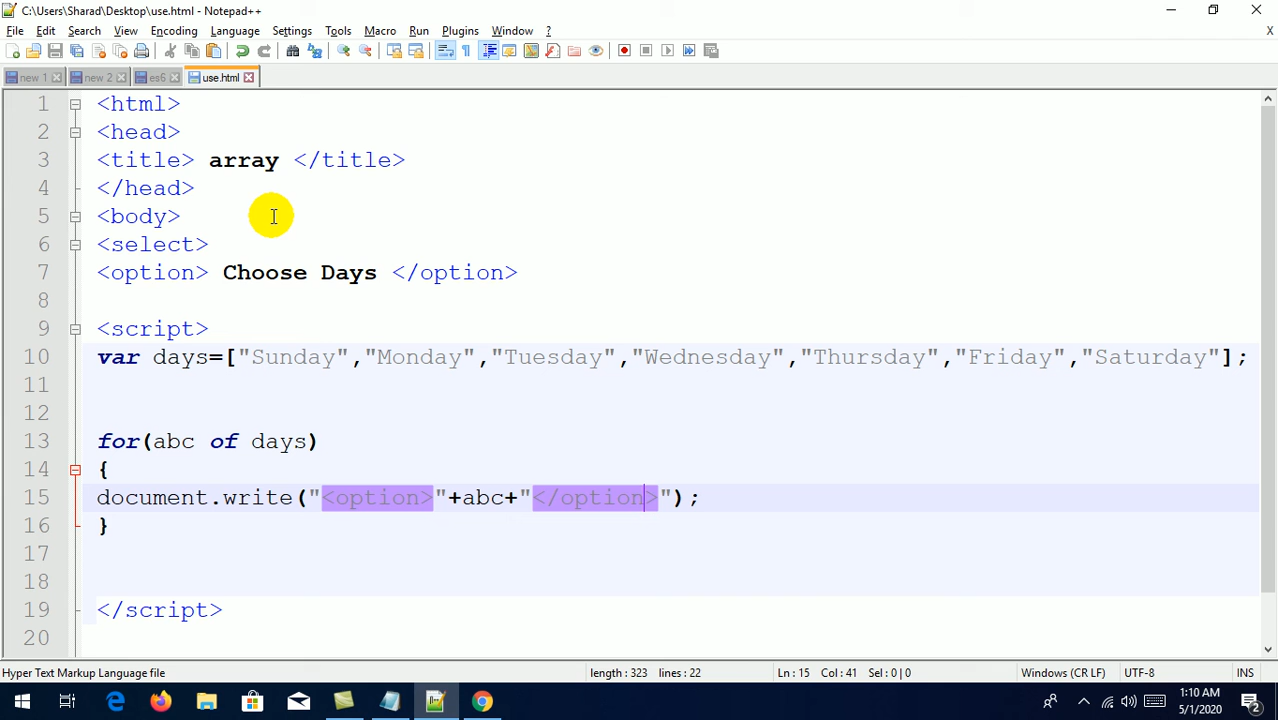 C:\Users\Sharad\Desktop\use.html - Notepad++
File Edit Search View Encoding Language Settings Tools Macro Run Plugins Window ? X
new 1 new 2 es6 use.html
1 <html>
2 <head>
3 <title> array </title>
4 </head>
5 <body>
6 <select>
7 <option> Choose Days </option>
8
9 <script>
10 var days=["Sunday","Monday","Tuesday","Wednesday","Thursday","Friday","Saturday"];
11
12
13 for(abc of days)
14 {
15 document.write("<option>"+abc+"</option>");
16 }
17
18
19 </script>
20
Hyper Text Markup Language file length : 323 lines : 22 Ln : 15 Col : 41 Sel : 0 | 0 Windows (CR LF) UTF-8 INS
1:10 AM
5/1/2020
2